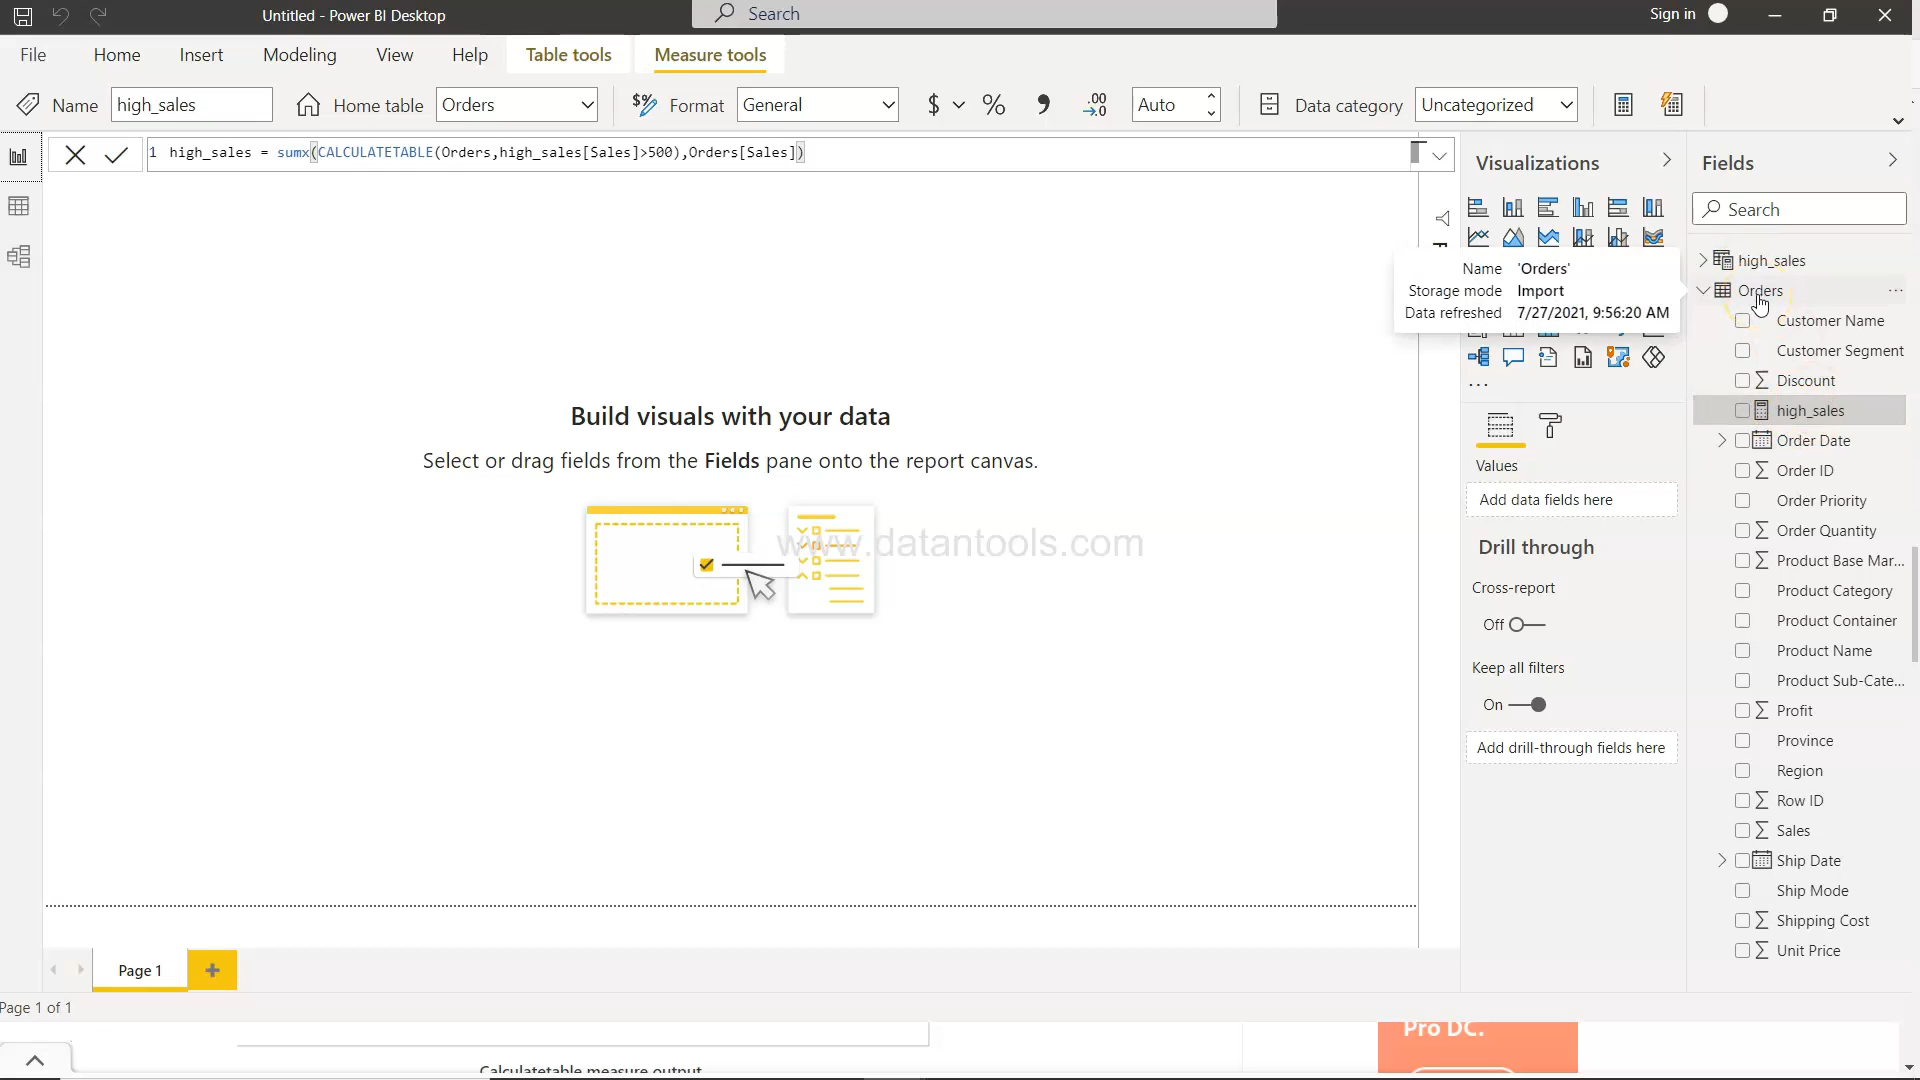 Untitled - Power BI Desktop
Search
Sign in
File
Home
Insert
Modeling
View
Help
Table tools
Measure tools
Name
high_sales
Home table
Orders
Format
General
$
%
.00
→.0
Auto
Data category
Uncategorized
1 high_sales = sumx(CALCULATETABLE(Orders,high_sales[Sales]>500),Orders[Sales])
Build visuals with your data
Select or drag fields from the Fields pane onto the report canvas.
www.datantools.com
Page 1
Page 1 of 1
Calculatetable measure output
Pro DC.
Visualizations
Name 'Orders'
Storage mode Import
Data refreshed 7/27/2021, 9:56:20 AM
Values
Add data fields here
Drill through
Cross-report
Off
Keep all filters
On
Add drill-through fields here
Fields
Search
high_sales
Orders
Customer Name
Customer Segment
Discount
high_sales
Order Date
Order ID
Order Priority
Order Quantity
Product Base Mar...
Product Category
Product Container
Product Name
Product Sub-Cate...
Profit
Province
Region
Row ID
Sales
Ship Date
Ship Mode
Shipping Cost
Unit Price